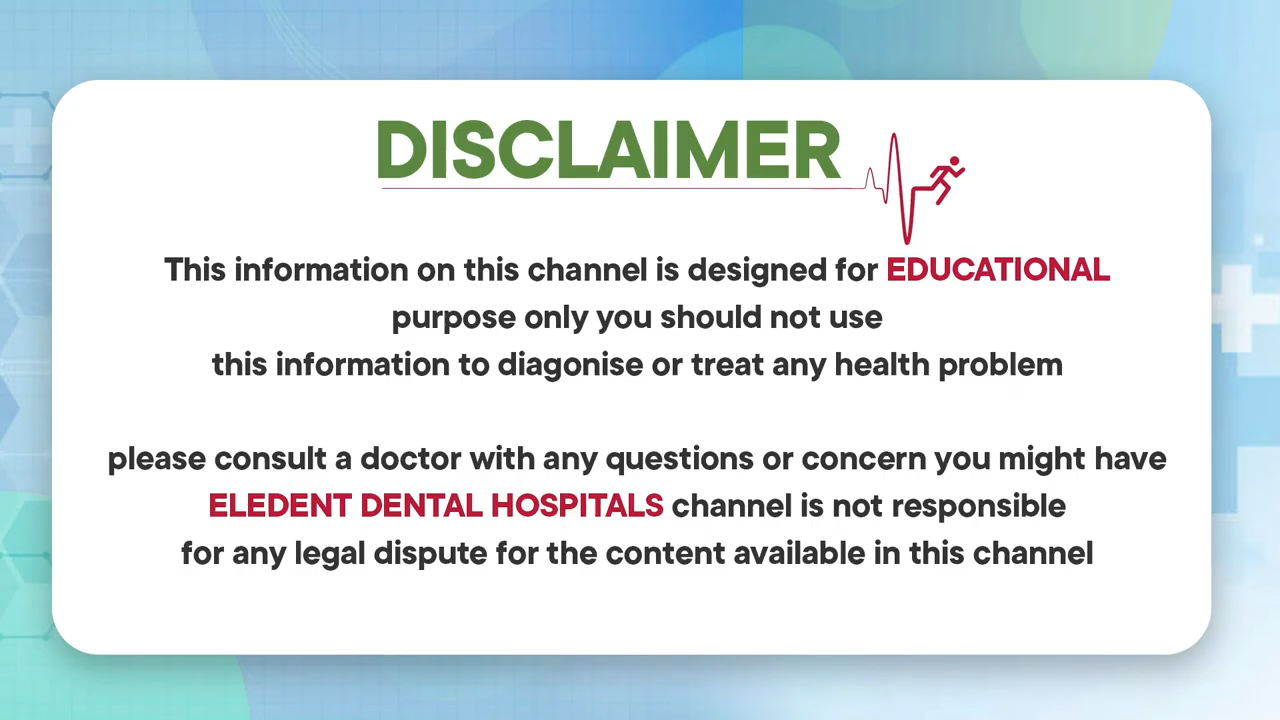 DISCLAIMER
This information on this channel is designed for EDUCATIONAL
purpose only you should not use
this information to diagonise or treat any health problem
please consult a doctor with any questions or concern you might have
ELEDENT DENTAL HOSPITALS channel is not responsible
for any legal dispute for the content available in this channel